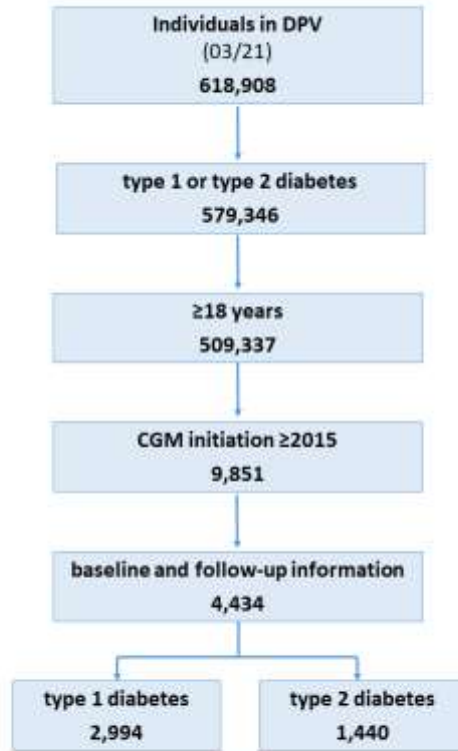 Individuals in DPV
(03/21)
618,908
type 1 or type 2 diabetes
579,346
≥18 years
509,337
CGM initiation ≥2015
9,851
baseline and follow-up information
4,434
type 1 diabetes
2,994
type 2 diabetes
1,440